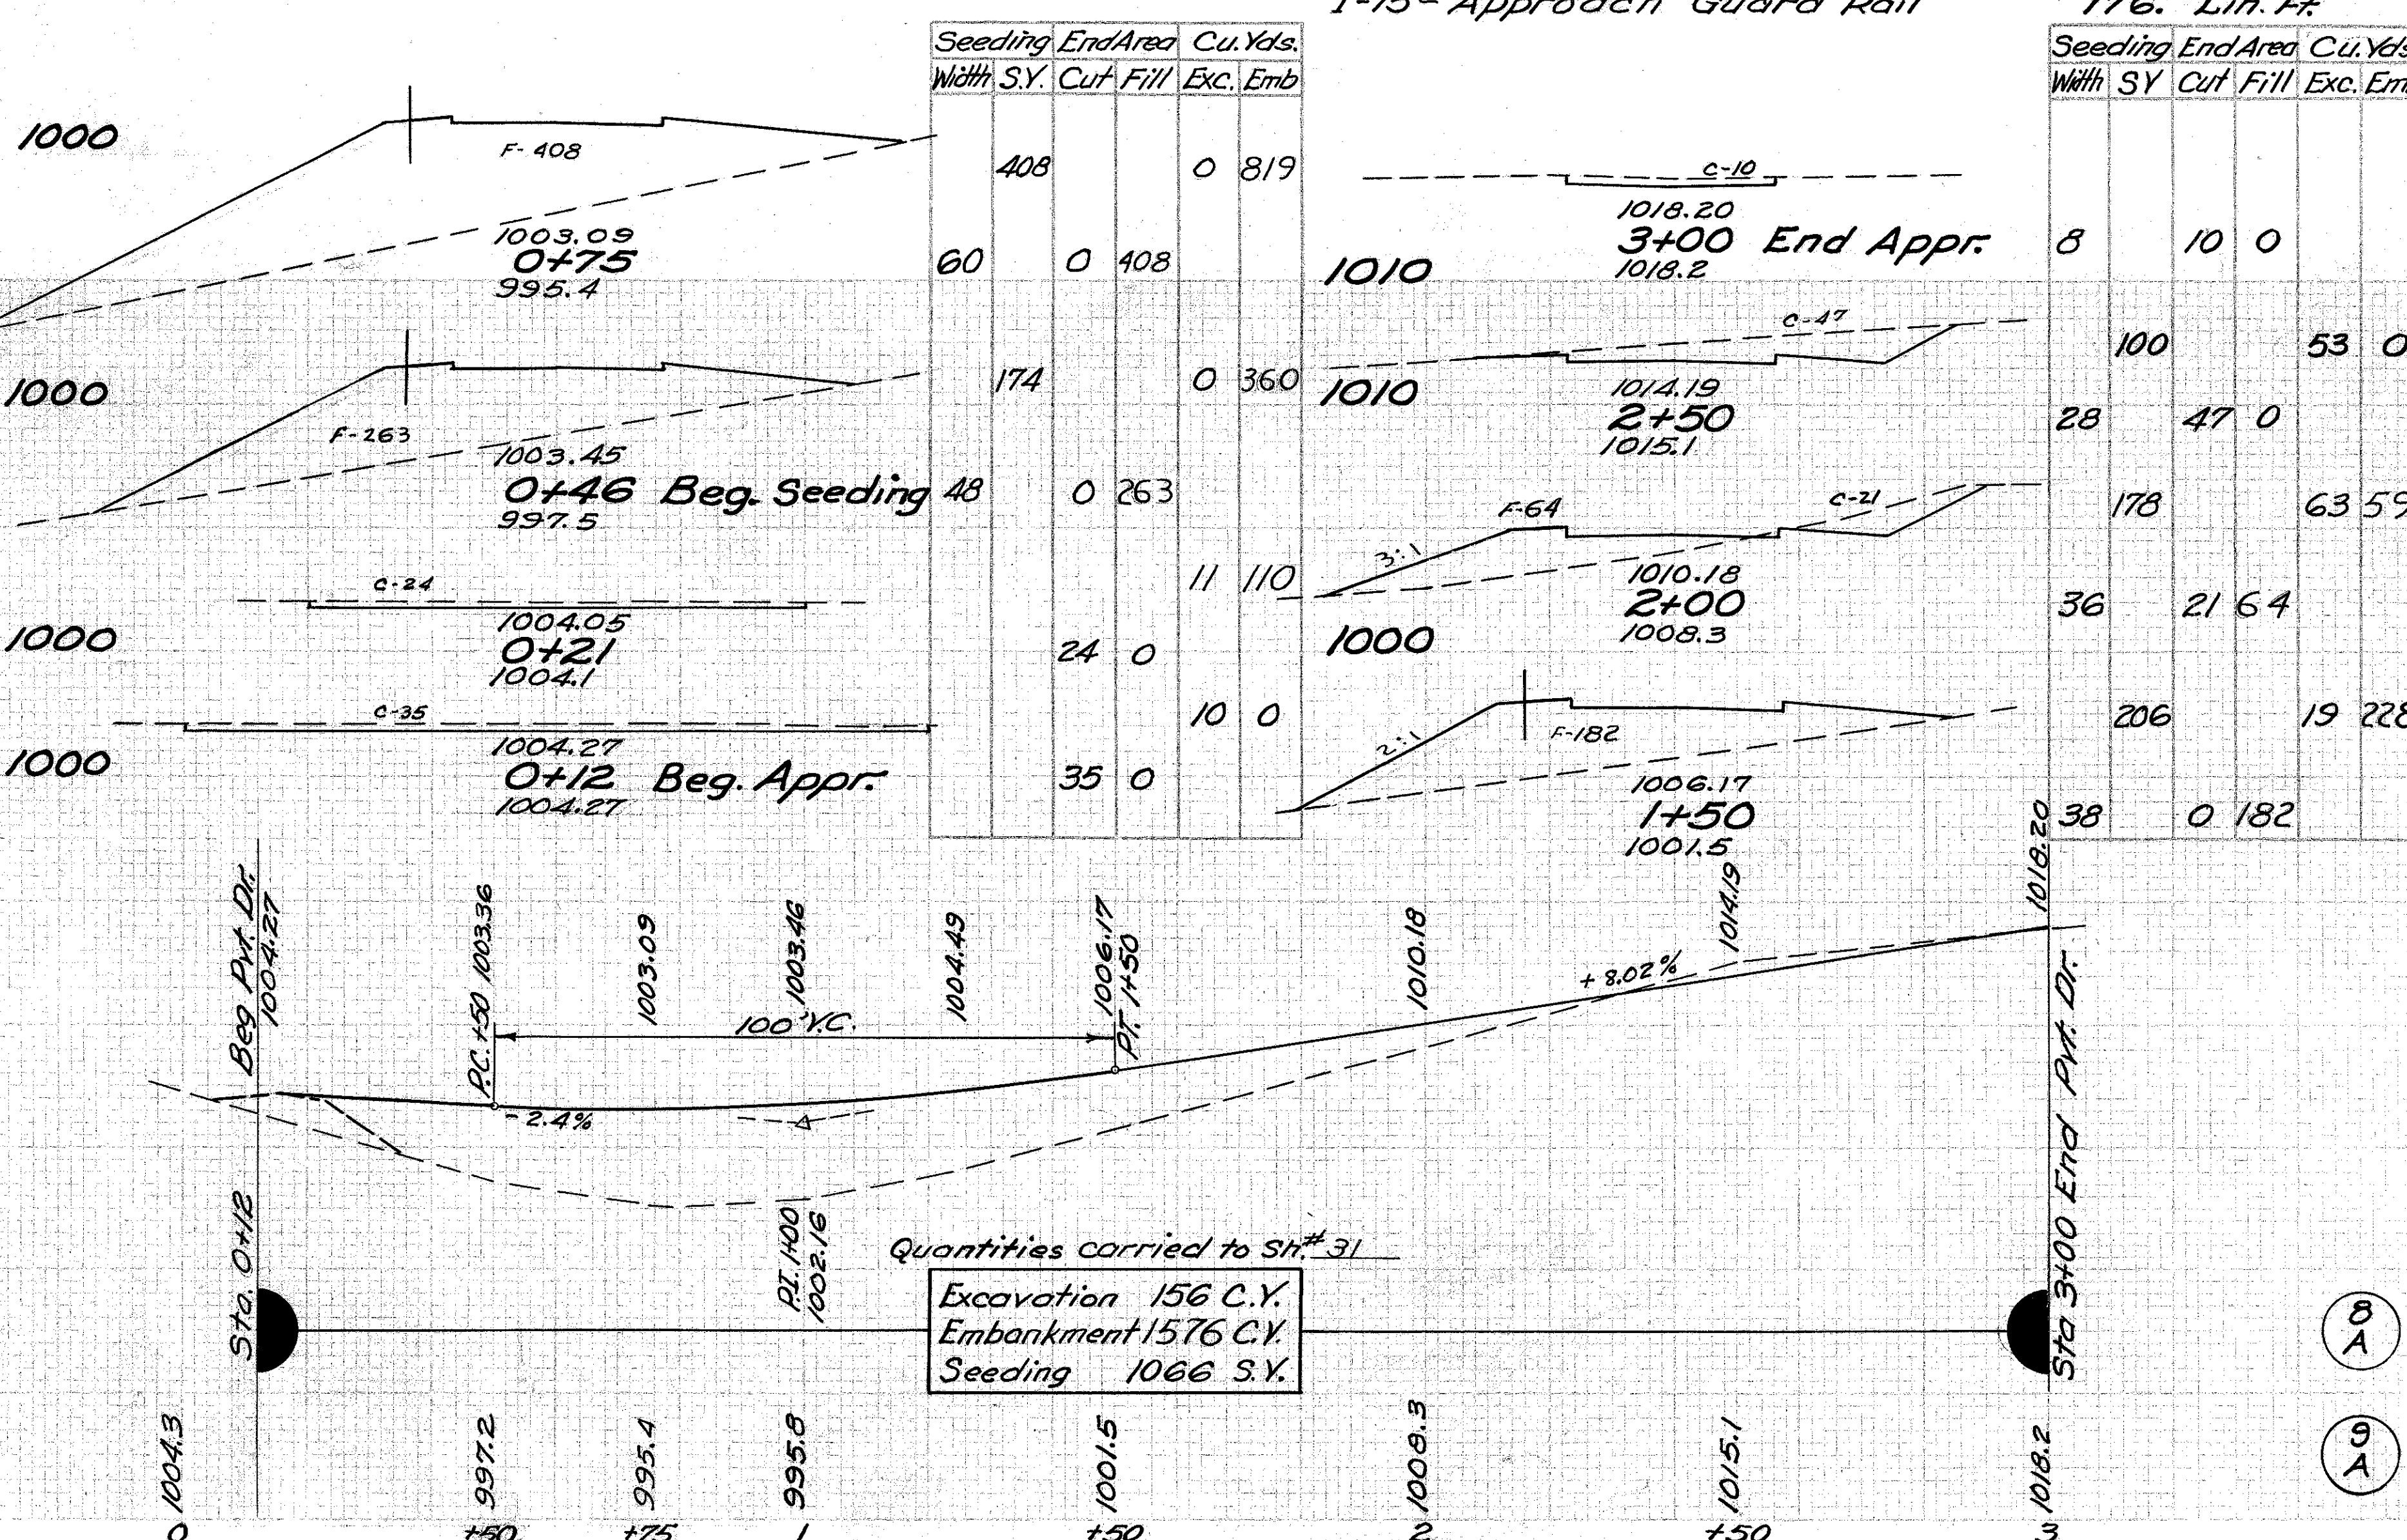 I-15- Approach Guard Rail 176. Lin. Ft.
Seeding End Area Cu. Yds.
Width S.Y. Cut Fill Exc. Emb
1000
F-408
408 0 819
1003.09
0+75
995.4
60 0 408
1000
F-263
174 0 360
1003.45
0+46 Beg. Seeding
997.5
48 0 263
C-24
11 110
1000
1004.05
0+21
1004.1
24 0
C-35
10 0
1000
1004.27
0+12 Beg. Appr.
1004.27
35 0
Seeding End Area Cu. Yds
Width SY Cut Fill Exc. Em
C-10
1018.20
3+00 End Appr.
1018.2
1010
8 10 0
C-47
100 53 0
1010
1014.19
2+50
1015.1
28 47 0
F-64
C-21
178 63 59
3:1
1010.18
2+00
1008.3
1000
36 21 64
F-182
206 19 228
2:1
1006.17
1+50
1001.5
38 0 182
Beg Pvt. Dr.
1004.27
P.C. +50 1003.36
1003.09
1003.46
1004.49
1006.17
P.T. 1+50
1010.18
1014.19
1018.20
100' V.C.
+ 8.02%
- 2.4%
P.I. 1+00
1002.16
Sta. 0+12
Sta 3+00 End Pvt. Dr.
Quantities carried to Sh. #31
Excavation 156 C.Y.
Embankment 1576 C.Y.
Seeding 1066 S.Y.
8
A
9
A
1004.3
997.2
995.4
995.8
1001.5
1008.3
1015.1
1018.2
0 +50 +75 1 +50 2 +50 3